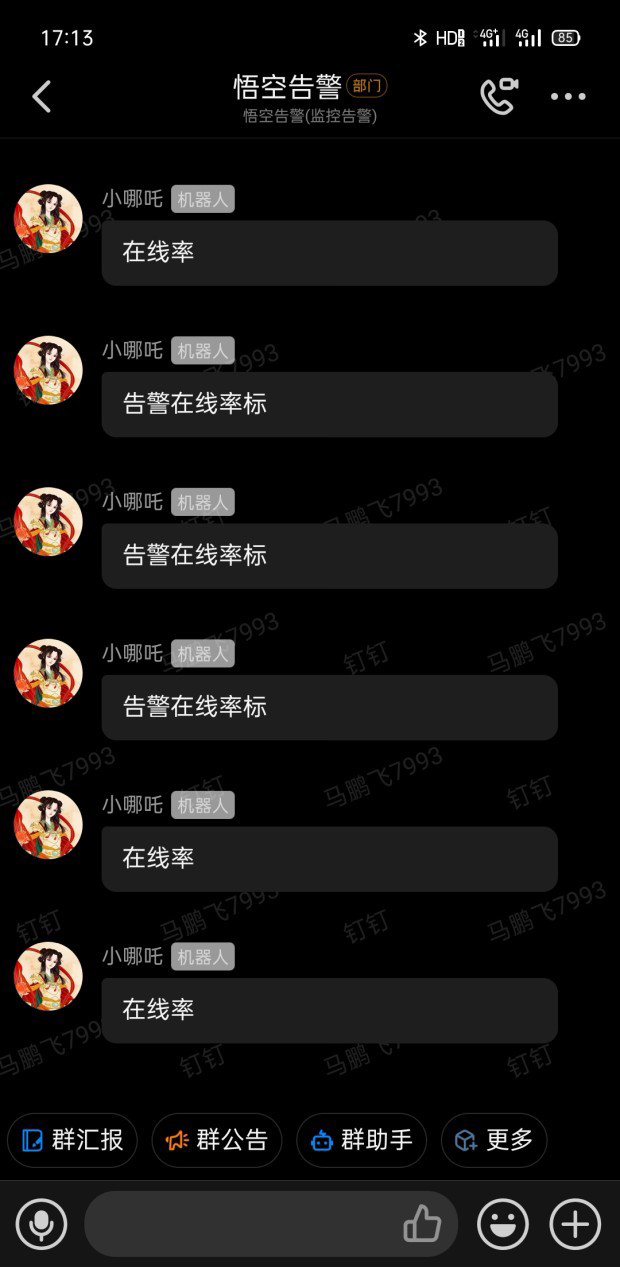 17:13
HD 4G+ 4G 85
悟空告警 部门
悟空告警(监控告警)
小哪吒 机器人
在线率
小哪吒 机器人
告警在线率标
小哪吒 机器人
告警在线率标
小哪吒 机器人
告警在线率标
小哪吒 机器人
在线率
小哪吒 机器人
在线率
马鹏飞7993
钉钉
群汇报 群公告 群助手 更多